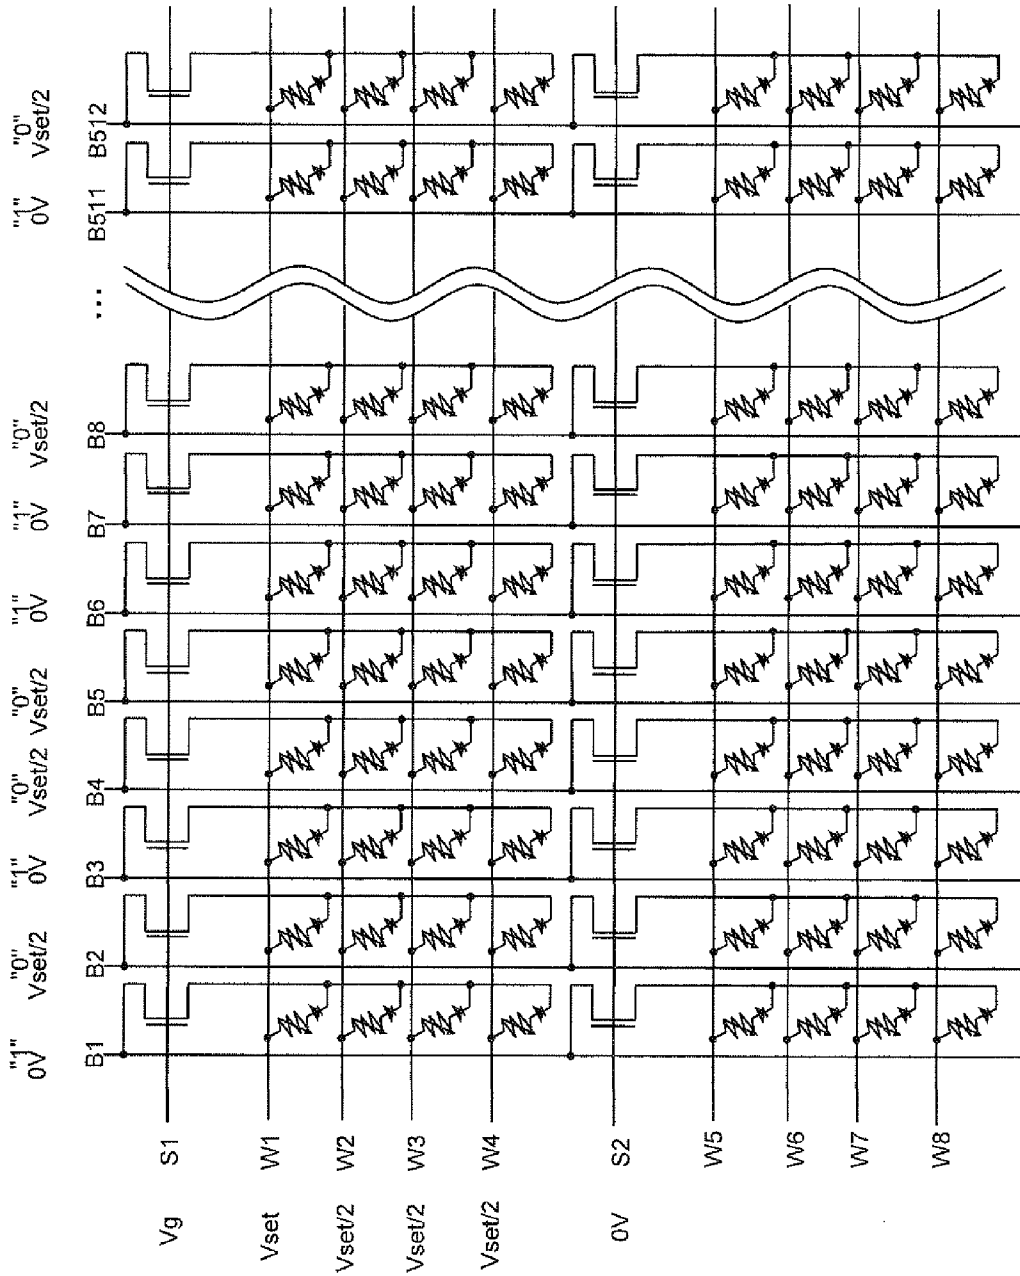 "1" "0" "1" "0" "0" "1" "1" "0" "1" "0"
0V Vset/2 0V Vset/2 Vset/2 0V 0V Vset/2 0V Vset/2
B1 B2 B3 B4 B5 B6 B7 B8 ... B511 B512
Vg S1
Vset W1
Vset/2 W2
Vset/2 W3
Vset/2 W4
0V S2
W5
W6
W7
W8